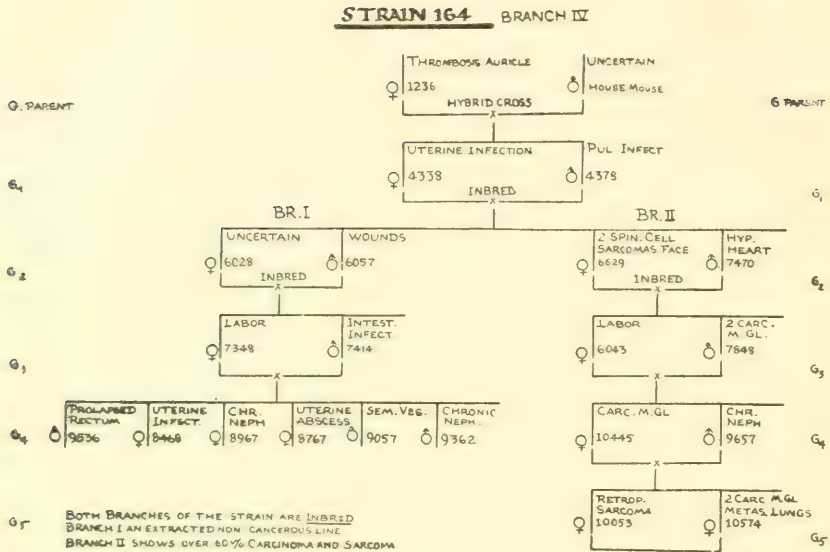 STRAIN 164 BRANCH IV
THROMBOSIS AURICLE UNCERTAIN
♀ 1236 ♂ HOUSE MOUSE
G. PARENT HYBRID CROSS G PARENT
x
UTERINE INFECTION PUL INFECT
♀ 4338 ♂ 4378
G1 INBRED G1
x
BR. I BR. II
UNCERTAIN WOUNDS 2 SPIN. CELL HYP.
SARCOMAS FACE HEART
♀ 6028 ♂ 6057 ♀ 6629 ♂ 7470
G2 INBRED INBRED G2
x x
LABOR INTEST. LABOR 2 CARC.
INFECT. M. GL.
♀ 7348 ♂ 7414 ♀ 6043 ♂ 7848
G3 G3
x x
PROLAPSED UTERINE CHR. UTERINE SEM. VES. CHRONIC CARC. M. GL CHR.
RECTUM INFECT. NEPH ABSCESS NEPH. NEPH
G4 ♂ 9536 ♀ 8468 ♀ 8967 ♀ 8767 ♂ 9057 ♂ 9362 ♀ 10445 ♂ 9657 G4
x
RETROP. 2 CARC M.GL
SARCOMA METAS. LUNGS
♀ 10053 ♀ 10574
G5 G5
BOTH BRANCHES OF THE STRAIN ARE INBRED
BRANCH I AN EXTRACTED NON CANCEROUS LINE
BRANCH II SHOWS OVER 60% CARCINOMA AND SARCOMA